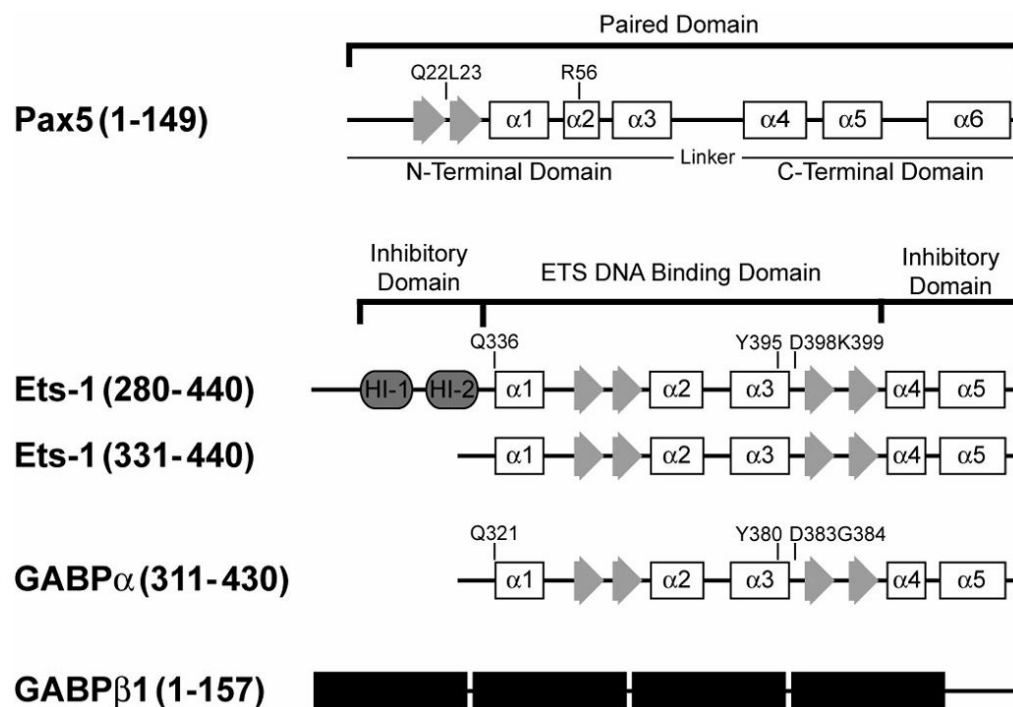 Paired Domain
Q22L23 R56
Pax5 (1-149) α1 α2 α3 α4 α5 α6
Linker
N-Terminal Domain C-Terminal Domain
Inhibitory Domain ETS DNA Binding Domain Inhibitory Domain
Q336 Y395 D398K399
Ets-1 (280-440) HI-1 HI-2 α1 α2 α3 α4 α5
Ets-1 (331-440) α1 α2 α3 α4 α5
Q321 Y380 D383G384
GABPα (311-430) α1 α2 α3 α4 α5
GABPβ1 (1-157)